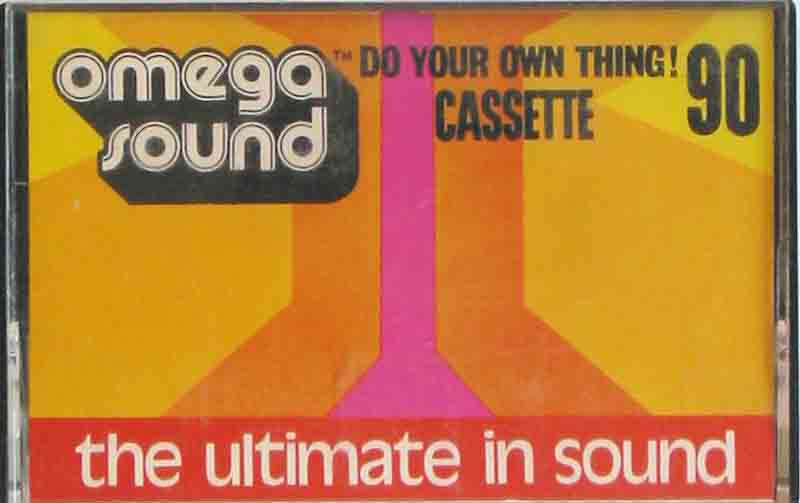 omega
sound
™ DO YOUR OWN THING!
CASSETTE
90
the ultimate in sound